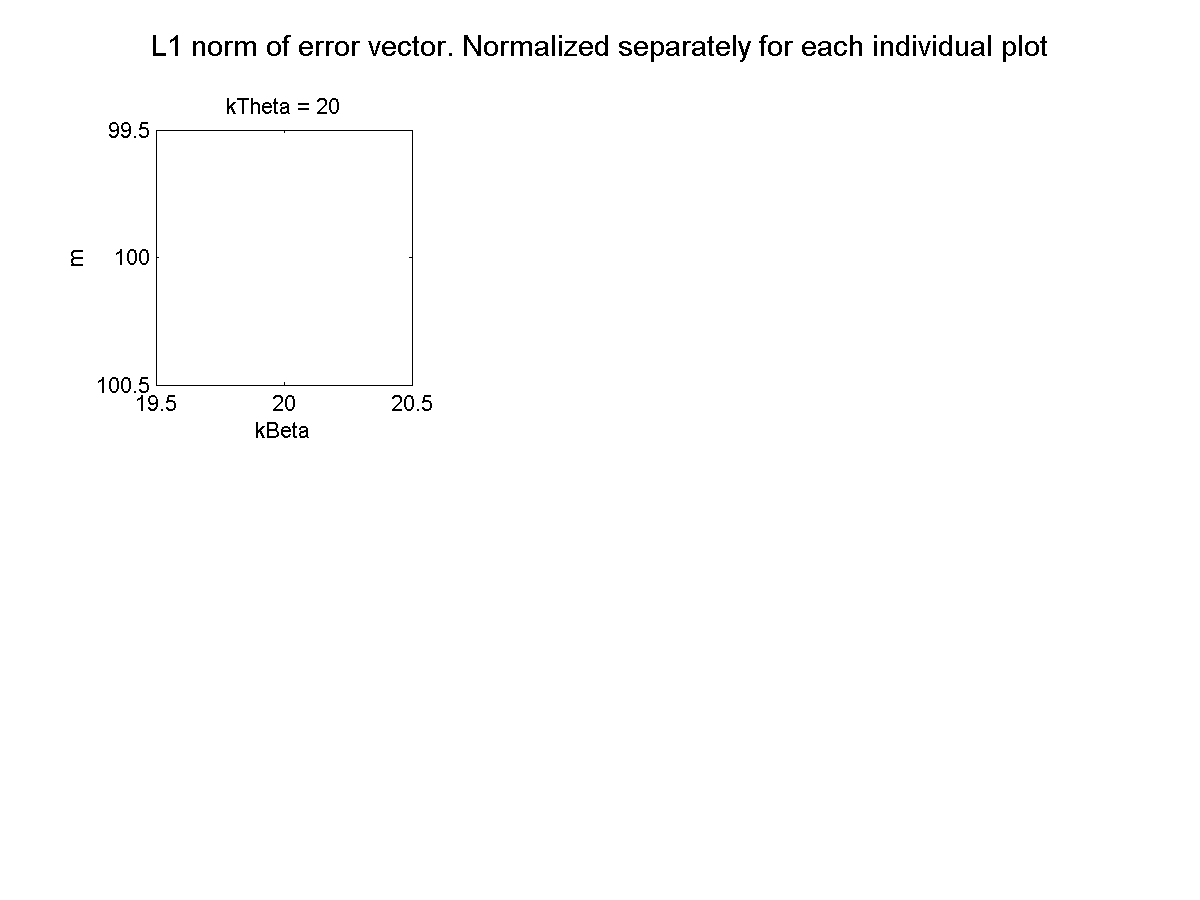 L1 norm of error vector. Normalized separately for each individual plot
kTheta = 20
99.5
m
100
100.5
19.5
20
20.5
kBeta